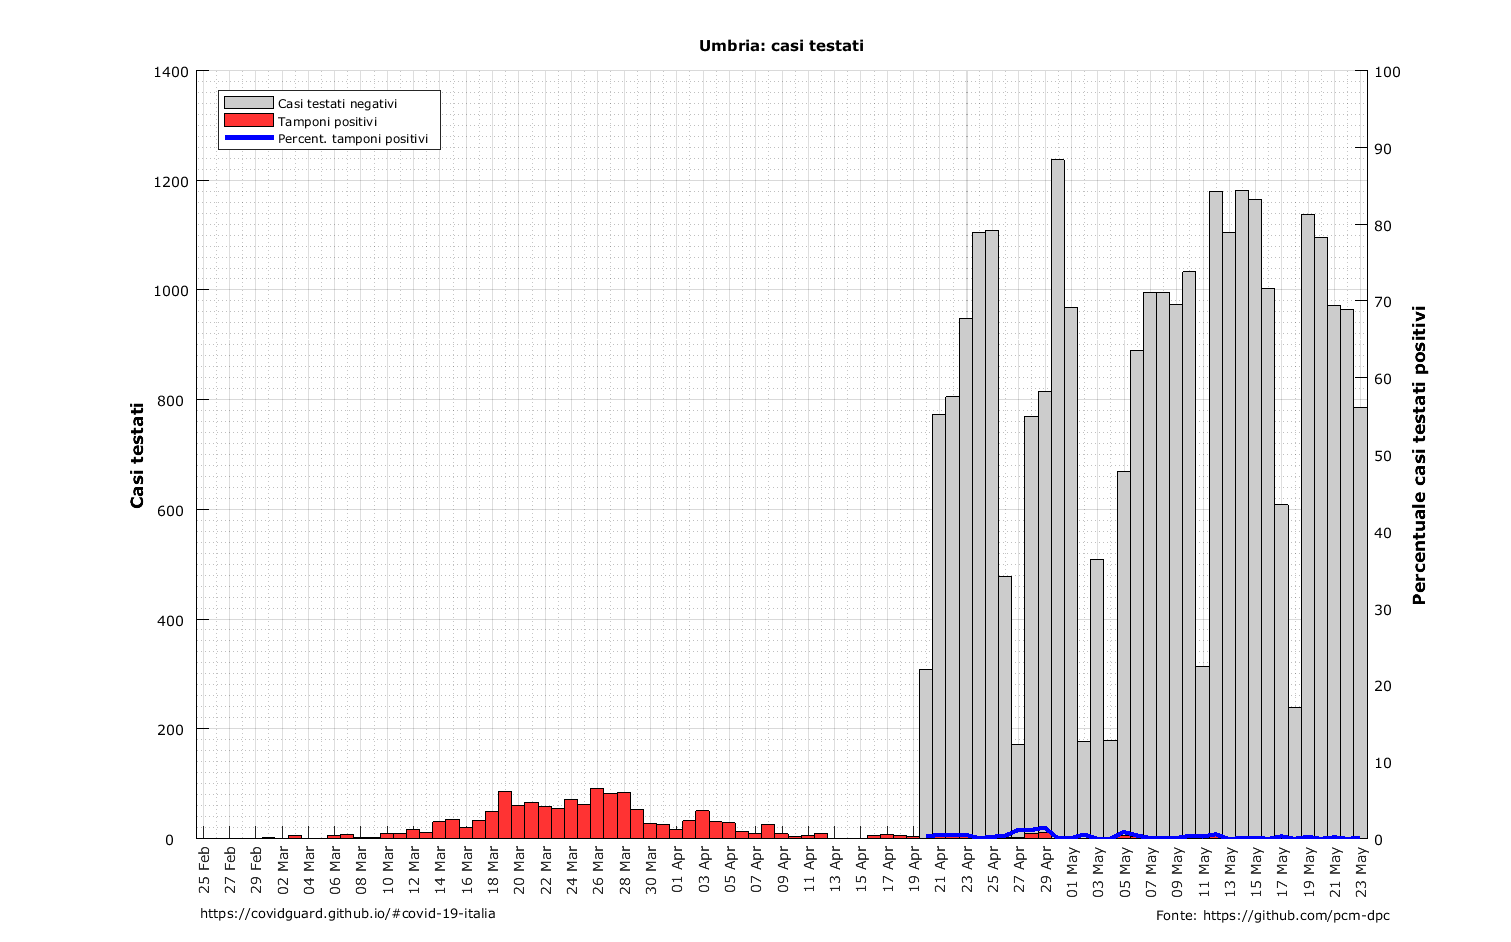 Umbria: casi testati
Casi testati negativi
Tamponi positivi
Percent. tamponi positivi
Casi testati
1400
1200
1000
800
600
400
200
0
100
90
80
70
60
50
40
30
20
10
0
Percentuale casi testati positivi
25 Feb
27 Feb
29 Feb
02 Mar
04 Mar
06 Mar
08 Mar
10 Mar
12 Mar
14 Mar
16 Mar
18 Mar
20 Mar
22 Mar
24 Mar
26 Mar
28 Mar
30 Mar
01 Apr
03 Apr
05 Apr
07 Apr
09 Apr
11 Apr
13 Apr
15 Apr
17 Apr
19 Apr
21 Apr
23 Apr
25 Apr
27 Apr
29 Apr
01 May
03 May
05 May
07 May
09 May
11 May
13 May
15 May
17 May
19 May
21 May
23 May
https://covidguard.github.io/#covid-19-italia
Fonte: https://github.com/pcm-dpc